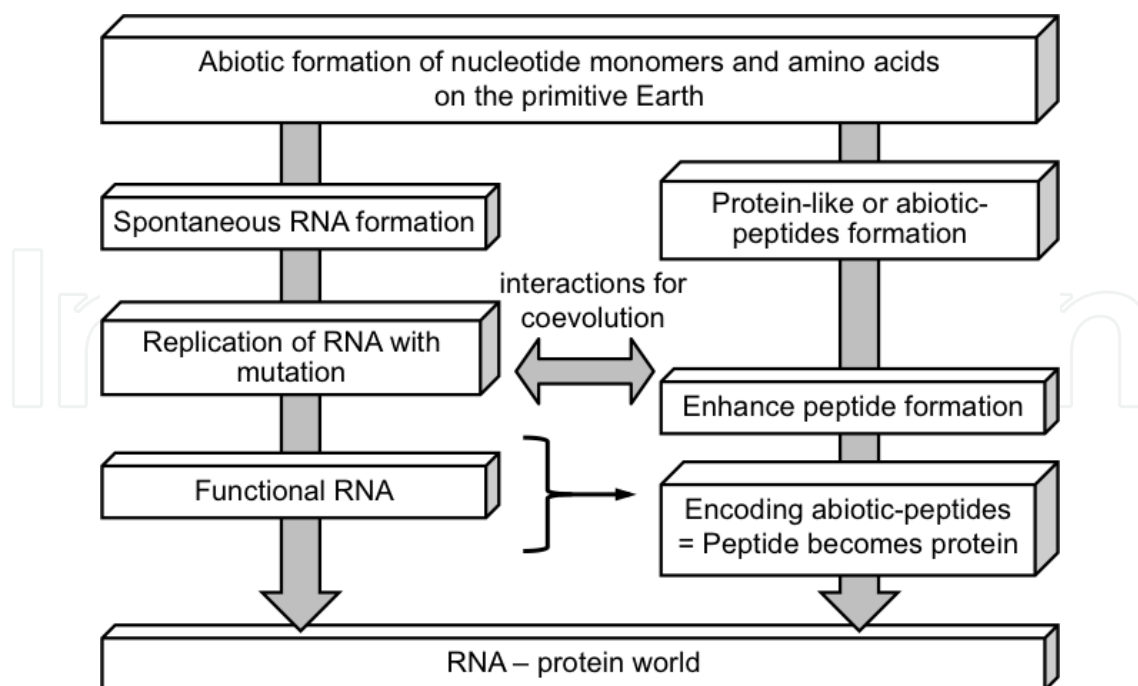 Abiotic formation of nucleotide monomers and amino acids
on the primitive Earth
Spontaneous RNA formation
Protein-like or abiotic-
peptides formation
interactions for
coevolution
Replication of RNA with
mutation
Enhance peptide formation
Functional RNA
Encoding abiotic-peptides
= Peptide becomes protein
RNA – protein world